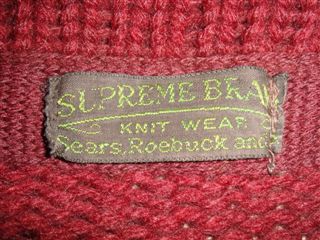 SUPREME BRA
KNIT WEAR
Sears, Roebuck and